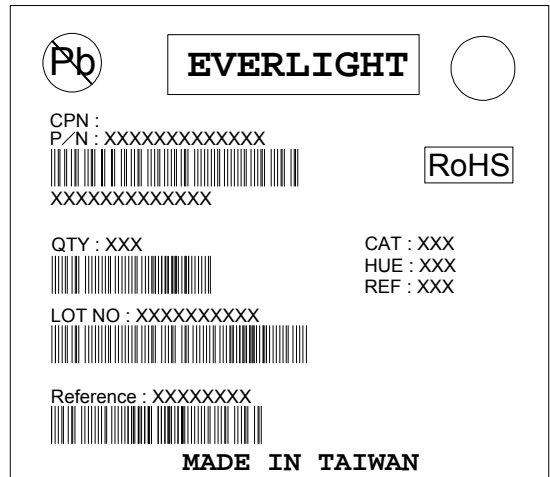 Pb
EVERLIGHT
CPN :
P/N : XXXXXXXXXXXXX
RoHS
XXXXXXXXXXXXX
QTY : XXX
CAT : XXX
HUE : XXX
REF : XXX
LOT NO : XXXXXXXXXX
Reference : XXXXXXXX
MADE IN TAIWAN